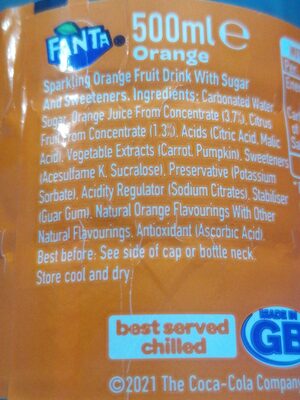 FANTA
500ml e
Orange
Sparkling Orange Fruit Drink With Sugar
And Sweeteners. Ingredients: Carbonated Water,
Sugar, Orange Juice From Concentrate (3.7%), Citrus
Fruit From Concentrate (1.3%), Acids (Citric Acid, Malic
Acid), Vegetable Extracts (Carrot, Pumpkin), Sweeteners
(Acesulfame K, Sucralose), Preservative (Potassium
Sorbate), Acidity Regulator (Sodium Citrates), Stabiliser
(Guar Gum), Natural Orange Flavourings With Other
Natural Flavourings, Antioxidant (Ascorbic Acid).
Best before: See side of cap or bottle neck.
Store cool and dry.
best served
chilled
MADE IN
GB
©2021 The Coca-Cola Company